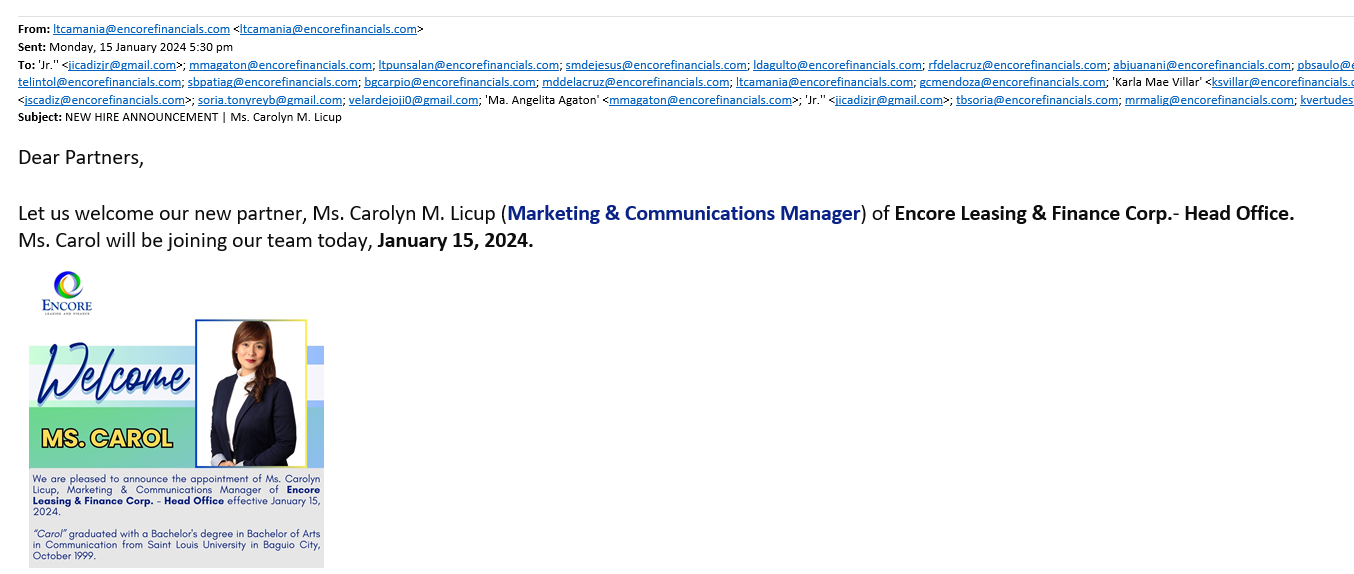 From: ltcamania@encorefinancials.com <ltcamania@encorefinancials.com>
Sent: Monday, 15 January 2024 5:30 pm
To: 'Jr.'' <jicadizjr@gmail.com>; mmagaton@encorefinancials.com; ltpunsalan@encorefinancials.com; smdejesus@encorefinancials.com; ldagulto@encorefinancials.com; rfdelacruz@encorefinancials.com; abjuanani@encorefinancials.com; pbsaulo@e
telintol@encorefinancials.com; sbpatiag@encorefinancials.com; bgcarpio@encorefinancials.com; mddelacruz@encorefinancials.com; ltcamania@encorefinancials.com; gcmendoza@encorefinancials.com; 'Karla Mae Villar' <ksvillar@encorefinancials.c
<jscadiz@encorefinancials.com>; soria.tonyreyb@gmail.com; velardejoji0@gmail.com; 'Ma. Angelita Agaton' <mmagaton@encorefinancials.com>; 'Jr.'' <jicadizjr@gmail.com>; tbsoria@encorefinancials.com; mrmalig@encorefinancials.com; kvertudes
Subject: NEW HIRE ANNOUNCEMENT | Ms. Carolyn M. Licup
Dear Partners,
Let us welcome our new partner, Ms. Carolyn M. Licup (Marketing & Communications Manager) of Encore Leasing & Finance Corp.- Head Office.
Ms. Carol will be joining our team today, January 15, 2024.
ENCORE
LEASING AND FINANCE
Welcome
MS. CAROL
We are pleased to announce the appointment of Ms. Carolyn
Licup, Marketing & Communications Manager of Encore
Leasing & Finance Corp. - Head Office effective January 15,
2024.
"Carol" graduated with a Bachelor's degree in Bachelor of Arts
in Communication from Saint Louis University in Baguio City,
October 1999.